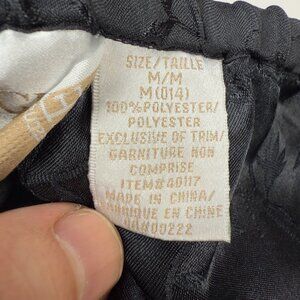 SIZE/TAILLE
M/M
M(014)
100%POLYESTER/
POLYESTER
EXCLUSIVE OF TRIM/
GARNITURE NON
COMPRISE
ITEM#40117
MADE IN CHINA/
FABRIQUE EN CHINE